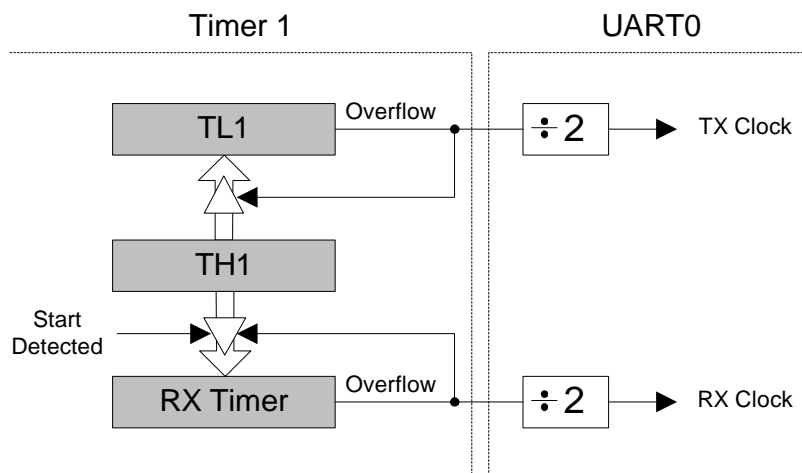 Timer 1
UART0
TL1
Overflow
÷ 2
TX Clock
TH1
Start
Detected
RX Timer
Overflow
÷ 2
RX Clock